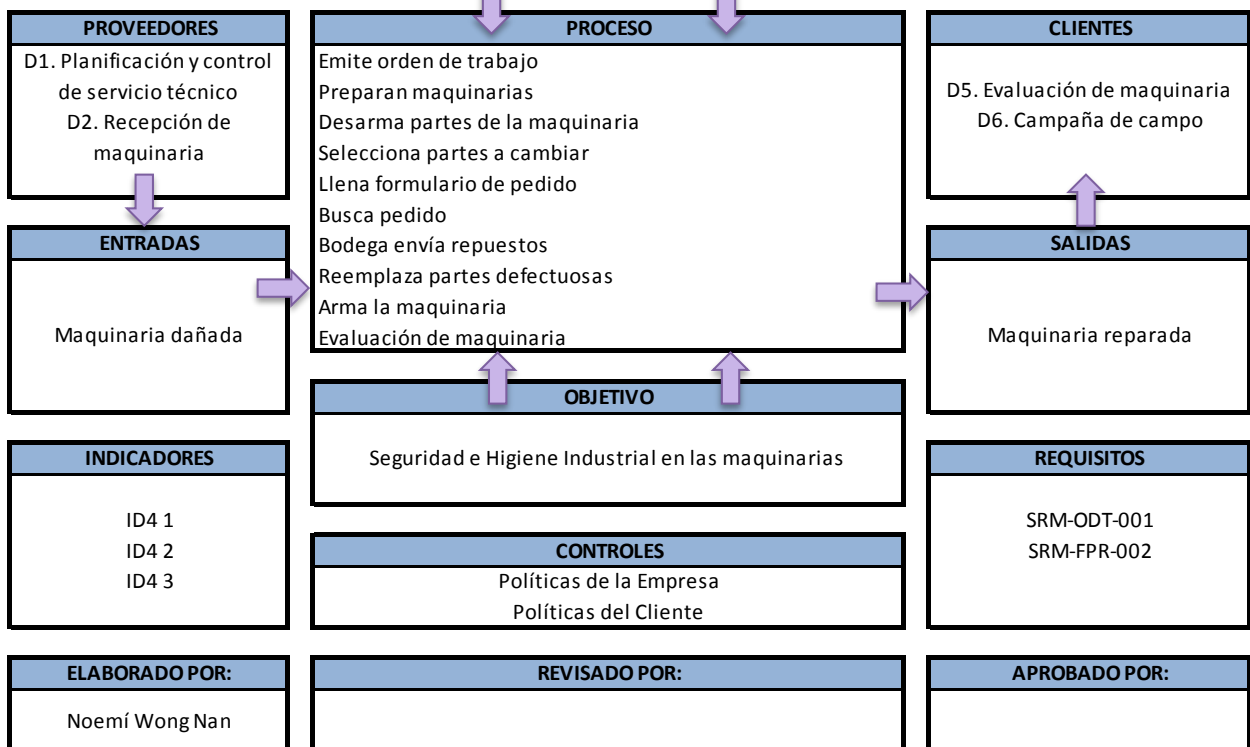 PROVEEDORES
D1. Planificación y control
de servicio técnico
D2. Recepción de
maquinaria
PROCESO
Emite orden de trabajo
Preparan maquinarias
Desarma partes de la maquinaria
Selecciona partes a cambiar
Llena formulario de pedido
Busca pedido
Bodega envía repuestos
Reemplaza partes defectuosas
Arma la maquinaria
Evaluación de maquinaria
CLIENTES
D5. Evaluación de maquinaria
D6. Campaña de campo
ENTRADAS
Maquinaria dañada
SALIDAS
Maquinaria reparada
OBJETIVO
Seguridad e Higiene Industrial en las maquinarias
INDICADORES
ID4 1
ID4 2
ID4 3
CONTROLES
Políticas de la Empresa
Políticas del Cliente
REQUISITOS
SRM-ODT-001
SRM-FPR-002
ELABORADO POR:
Noemí Wong Nan
REVISADO POR:
APROBADO POR: